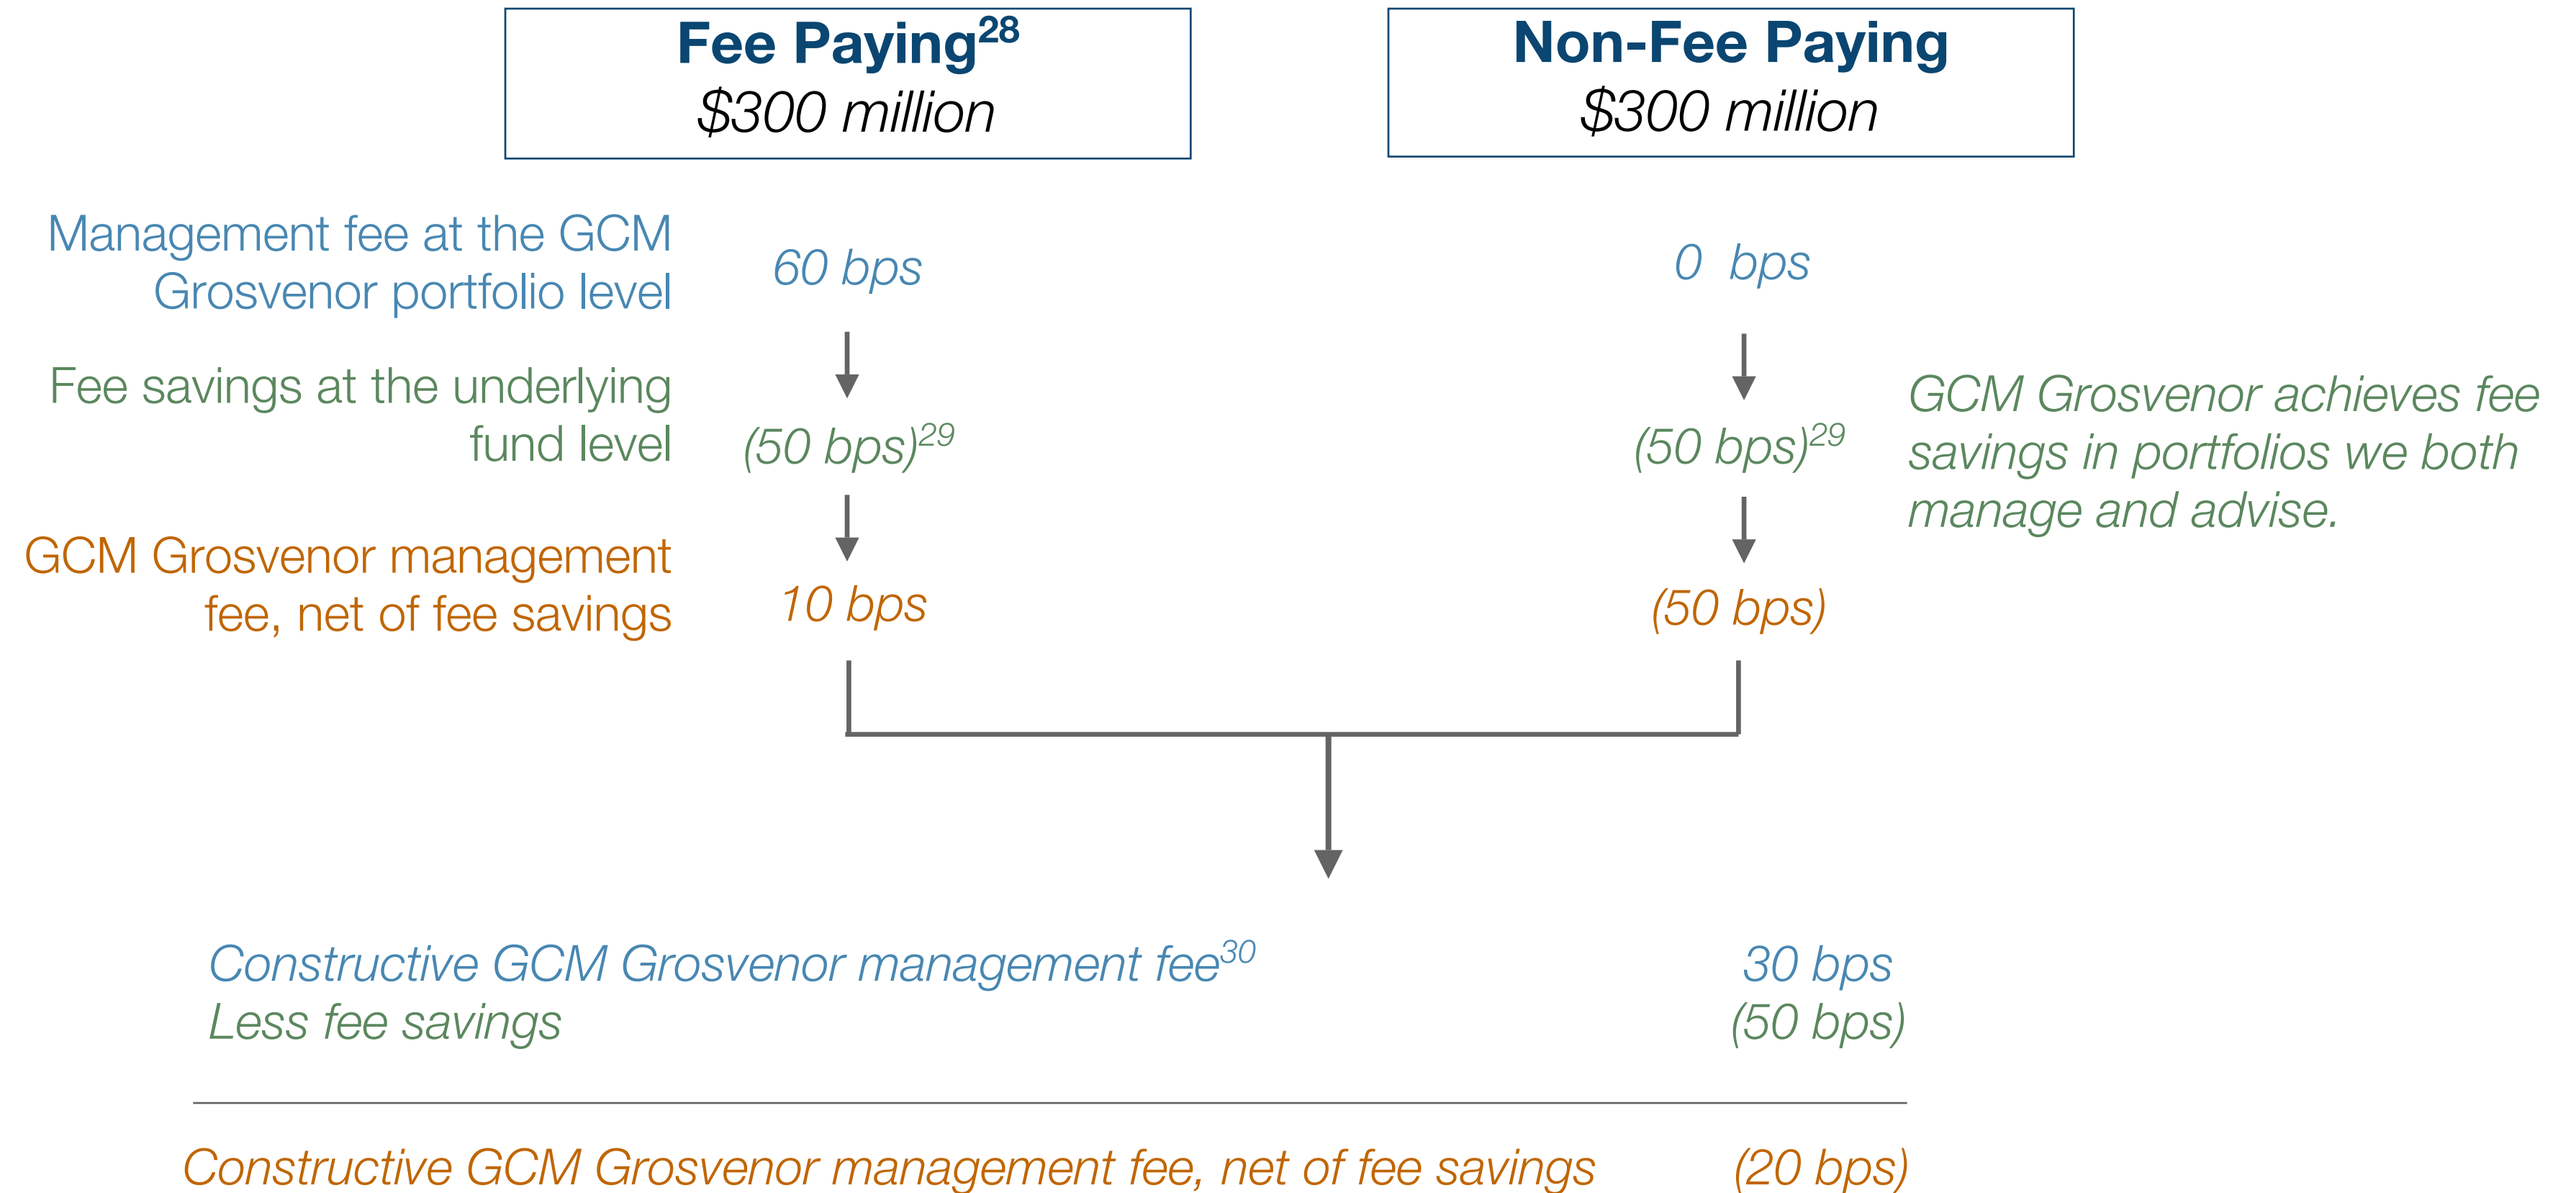 Fee Paying28
$300 million
Non-Fee Paying
$300 million
Management fee at the GCM
Grosvenor portfolio level
60 bps
0 bps
Fee savings at the underlying
fund level
(50 bps)29
(50 bps)29
GCM Grosvenor achieves fee
savings in portfolios we both
manage and advise.
GCM Grosvenor management
fee, net of fee savings
10 bps
(50 bps)
Constructive GCM Grosvenor management fee30
30 bps
Less fee savings
(50 bps)
Constructive GCM Grosvenor management fee, net of fee savings
(20 bps)